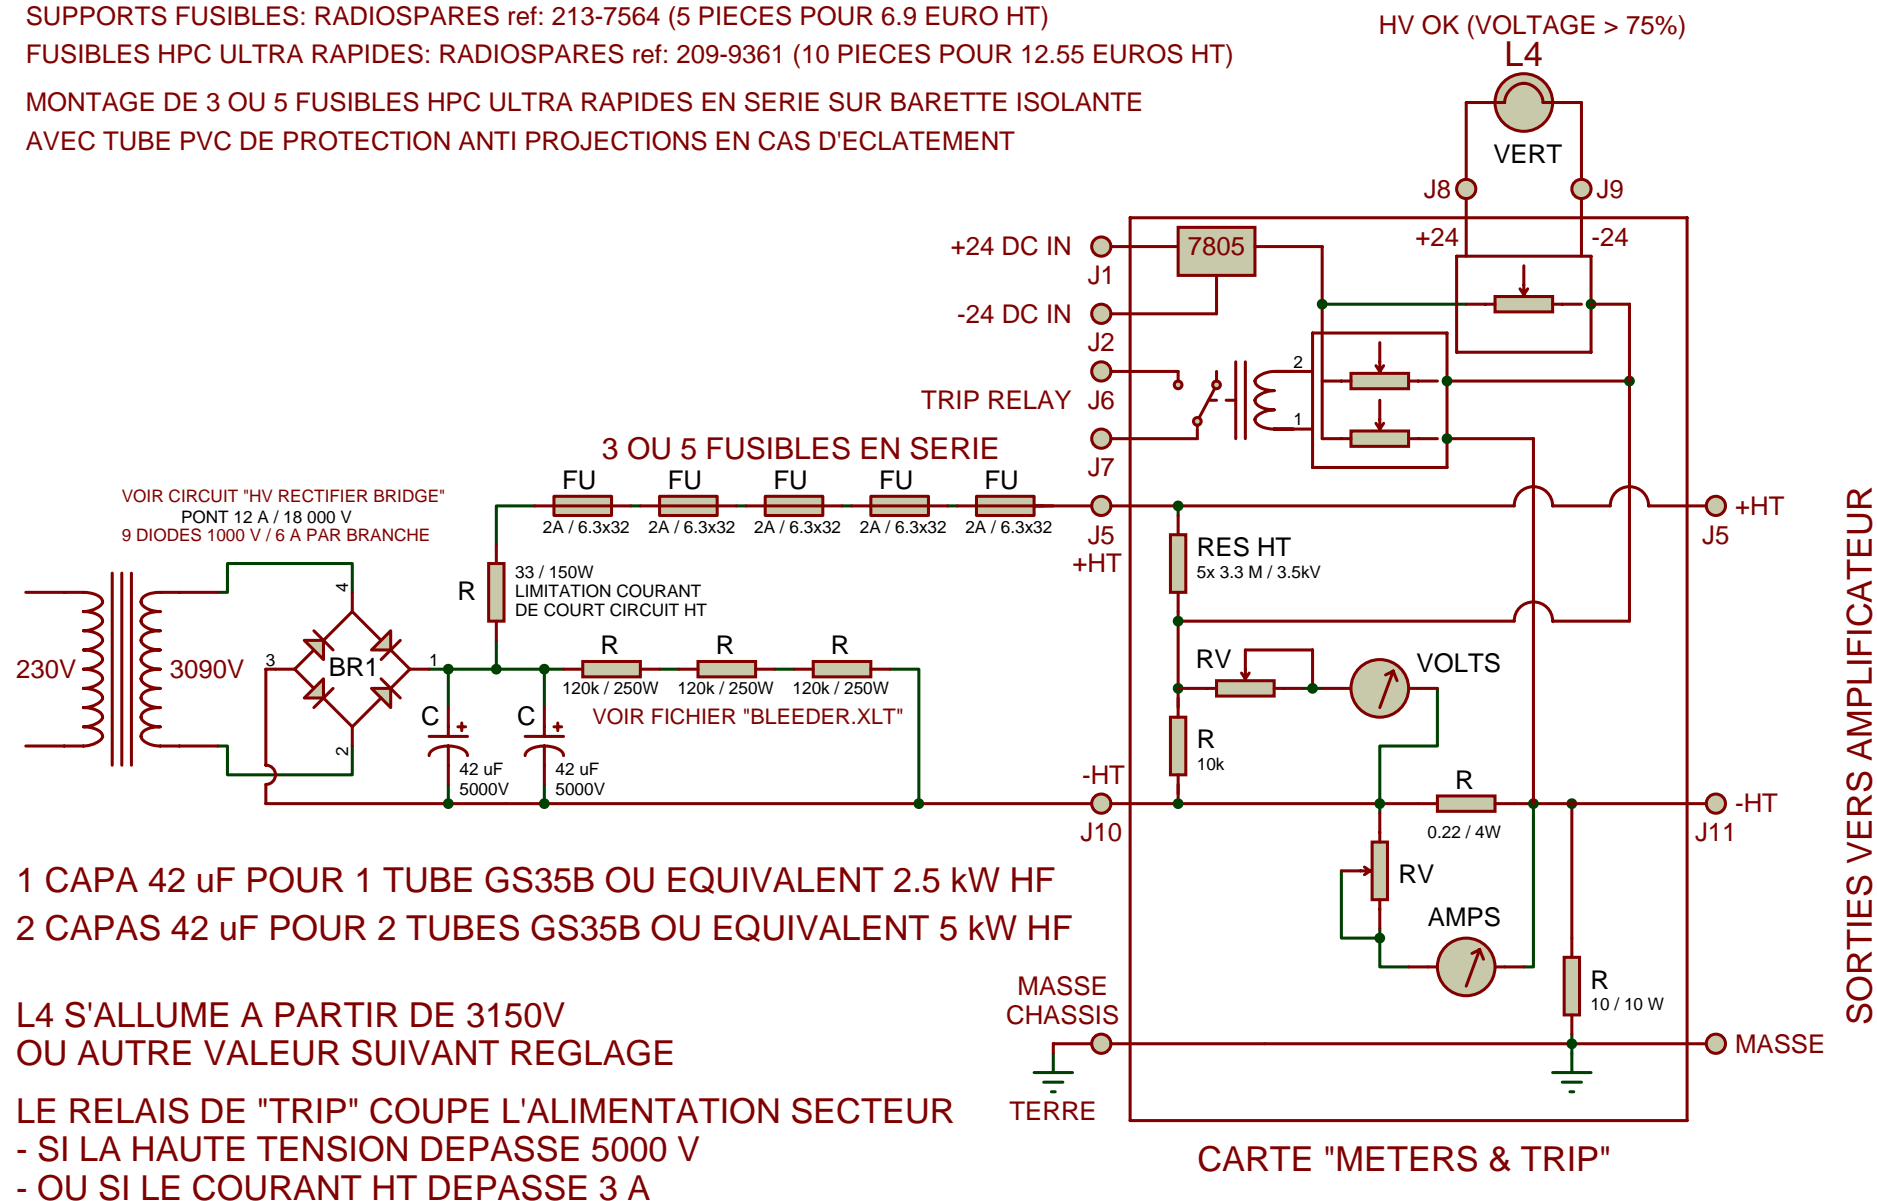 SUPPORTS FUSIBLES: RADIOSPARES ref: 213-7564 (5 PIECES POUR 6.9 EURO HT)
FUSIBLES HPC ULTRA RAPIDES: RADIOSPARES ref: 209-9361 (10 PIECES POUR 12.55 EUROS HT)
MONTAGE DE 3 OU 5 FUSIBLES HPC ULTRA RAPIDES EN SERIE SUR BARETTE ISOLANTE
AVEC TUBE PVC DE PROTECTION ANTI PROJECTIONS EN CAS D'ECLATEMENT
HV OK (VOLTAGE > 75%)
L4
VERT
J8
J9
+24
-24
+24 DC IN
J1
7805
-24 DC IN
J2
TRIP RELAY
J6
J7
2
1
3 OU 5 FUSIBLES EN SERIE
FU
FU
FU
FU
FU
2A / 6.3x32
2A / 6.3x32
2A / 6.3x32
2A / 6.3x32
2A / 6.3x32
J5
+HT
+HT
J5
VOIR CIRCUIT "HV RECTIFIER BRIDGE"
PONT 12 A / 18 000 V
9 DIODES 1000 V / 6 A PAR BRANCHE
R
33 / 150W
LIMITATION COURANT
DE COURT CIRCUIT HT
RES HT
5x 3.3 M / 3.5kV
230V
3090V
4
3
BR1
1
2
R
R
R
120k / 250W
120k / 250W
120k / 250W
VOIR FICHIER "BLEEDER.XLT"
C
42 uF
5000V
C
42 uF
5000V
RV
VOLTS
R
10k
-HT
J10
R
0.22 / 4W
-HT
J11
RV
AMPS
R
10 / 10 W
1 CAPA 42 uF POUR 1 TUBE GS35B OU EQUIVALENT 2.5 kW HF
2 CAPAS 42 uF POUR 2 TUBES GS35B OU EQUIVALENT 5 kW HF
MASSE
CHASSIS
TERRE
MASSE
L4 S'ALLUME A PARTIR DE 3150V
OU AUTRE VALEUR SUIVANT REGLAGE
LE RELAIS DE "TRIP" COUPE L'ALIMENTATION SECTEUR
- SI LA HAUTE TENSION DEPASSE 5000 V
- OU SI LE COURANT HT DEPASSE 3 A
CARTE "METERS & TRIP"
SORTIES VERS AMPLIFICATEUR